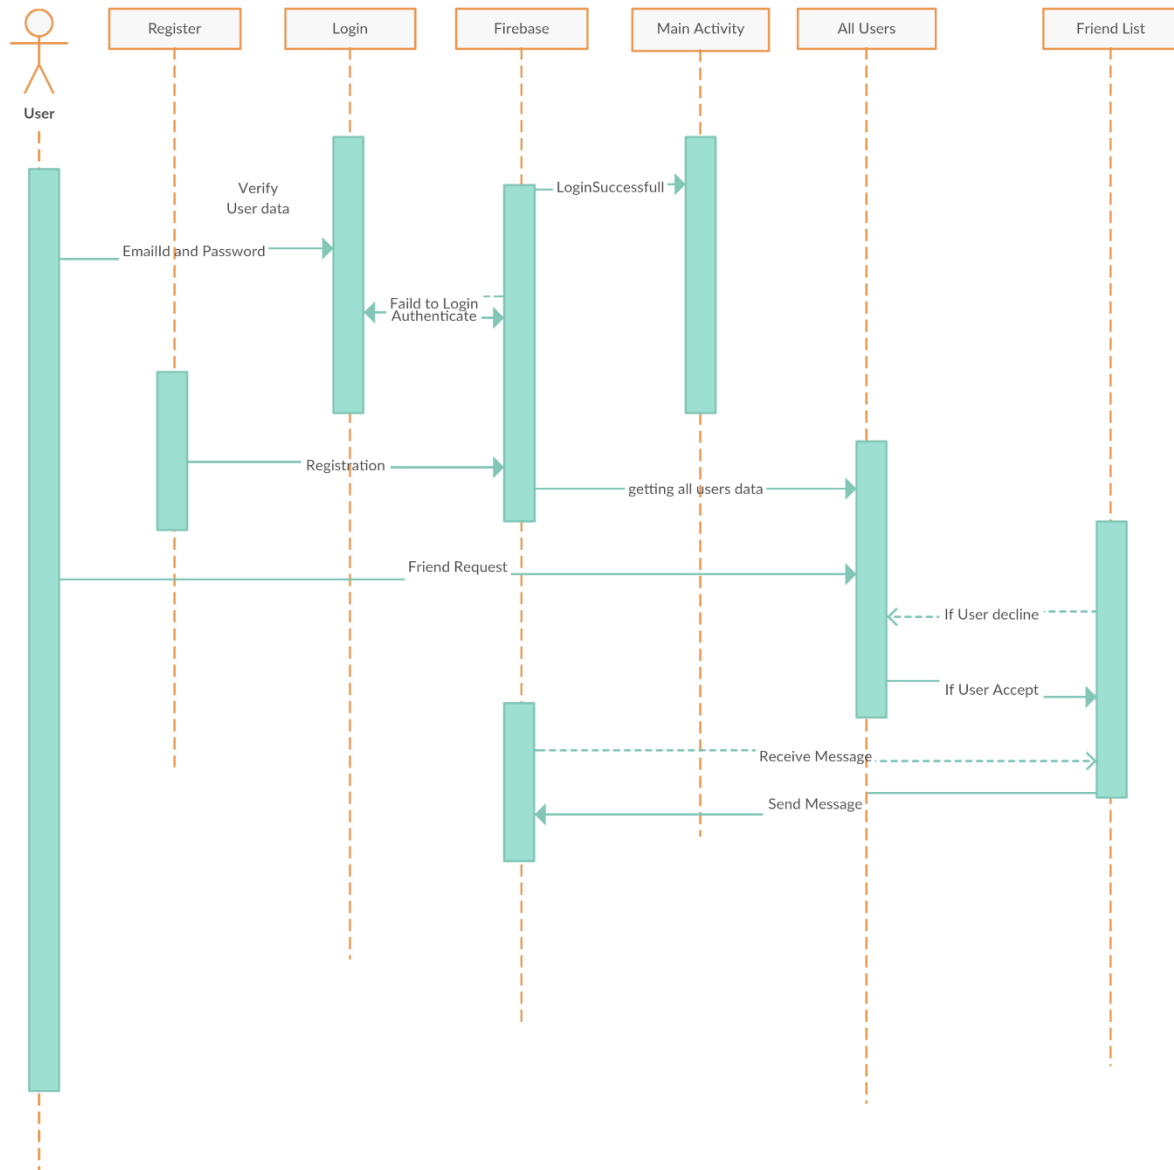 Register
Login
Firebase
Main Activity
All Users
Friend List
User
Verify
User data
LoginSuccessfull
EmailId and Password
Faild to Login
Authenticate
Registration
getting all users data
Friend Request
If User decline
If User Accept
Receive Message
Send Message